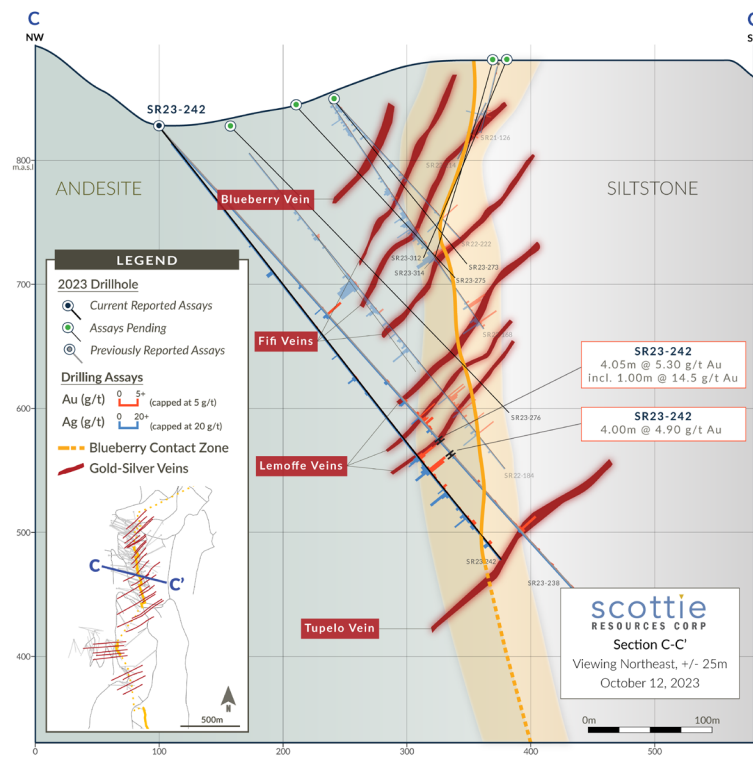 C
NW
C
S
SR23-242
800
m.a.s.l
ANDESITE
SILTSTONE
SR21-126
Blueberry Vein
SR22-222
SR23-312
SR23-273
SR23-314
SR23-275
LEGEND
2023 Drillhole
Current Reported Assays
Assays Pending
Previously Reported Assays
Drilling Assays
Au (g/t) 0 5+ (capped at 5 g/t)
Ag (g/t) 0 20+ (capped at 20 g/t)
Blueberry Contact Zone
Gold-Silver Veins
C
C'
N
500m
700
Fifi Veins
SR23-242
4.05m @ 5.30 g/t Au
incl. 1.00m @ 14.5 g/t Au
600
SR23-276
SR23-242
4.00m @ 4.90 g/t Au
Lemoffe Veins
SR22-184
500
SR23-242
SR23-238
Tupelo Vein
400
scottie
RESOURCES CORP
Section C-C'
Viewing Northeast, +/- 25m
October 12, 2023
0m 100m
0 100 200 300 400 500